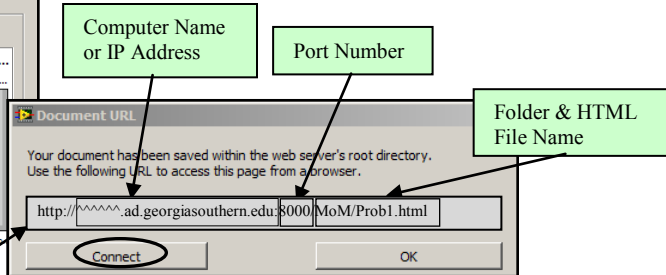 Computer Name
or IP Address
Port Number
Folder & HTML
File Name
...
...
Document URL
Your document has been saved within the web server's root directory.
Use the following URL to access this page from a browser.
http://^^^^^^.ad.georgiasouthern.edu:8000/MoM/Prob1.html
Connect
OK